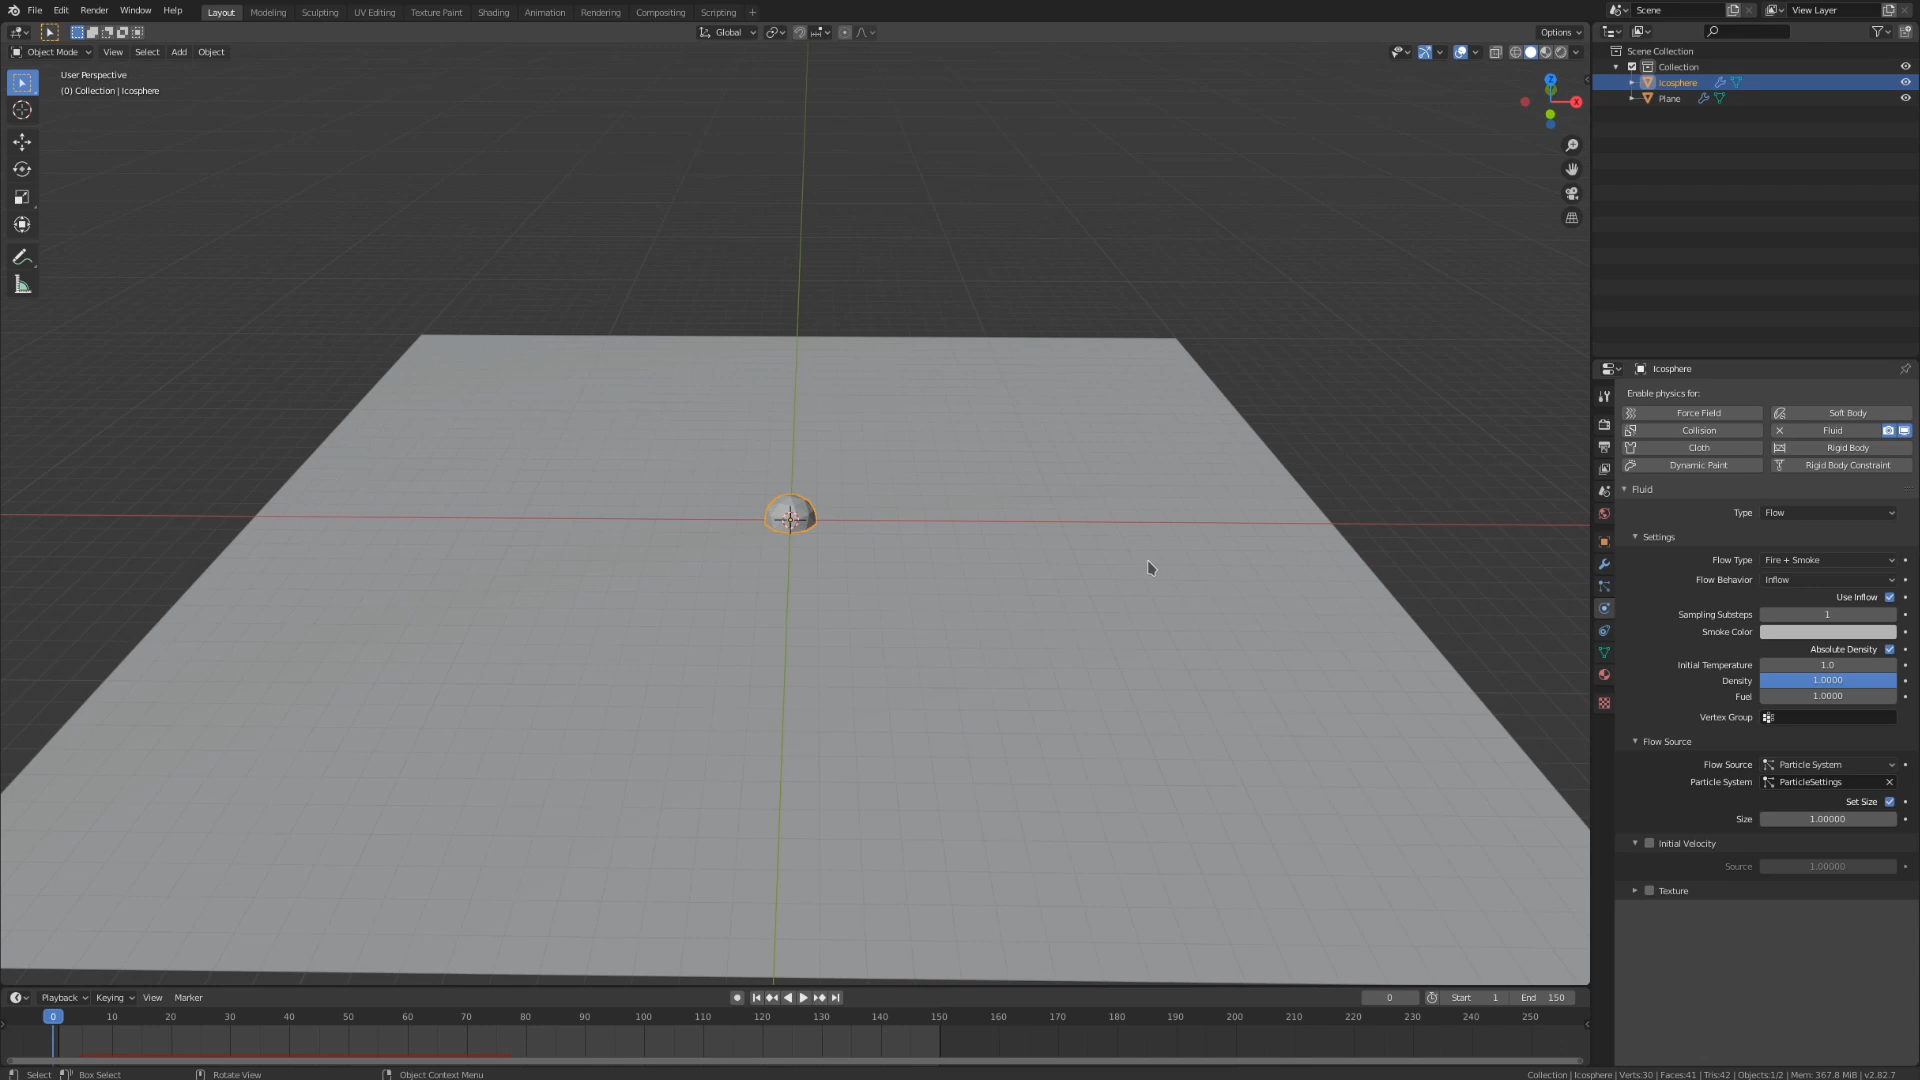 File Edit Render Window Help Layout Modeling Sculpting UV Editing Texture Paint Shading Animation Rendering Compositing Scripting + Scene View Layer
Global Options
Object Mode View Select Add Object
User Perspective
(0) Collection | Icosphere
Z
X
Scene Collection
Collection
Icosphere
Plane
Icosphere
Enable physics for:
Force Field Soft Body
Collision Fluid
Cloth Rigid Body
Dynamic Paint Rigid Body Constraint
Fluid
Type Flow
Settings
Flow Type Fire + Smoke
Flow Behavior Inflow
Use Inflow
Sampling Substeps 1
Smoke Color
Absolute Density
Initial Temperature 1.0
Density 1.0000
Fuel 1.0000
Vertex Group
Flow Source
Flow Source Particle System
Particle System ParticleSettings
Set Size
Size 1.00000
Initial Velocity
Source 1.00000
Texture
Playback Keying View Marker 0 Start 1 End 150
0 10 20 30 40 50 60 70 80 90 100 110 120 130 140 150 160 170 180 190 200 210 220 230 240 250
Select Box Select Rotate View Object Context Menu Collection | Icosphere | Verts:30 | Faces:41 | Tris:42 | Objects:1/2 | Mem: 367.8 MiB | v2.82.7